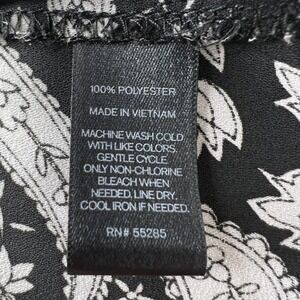 100% POLYESTER
MADE IN VIETNAM
MACHINE WASH COLD
WITH LIKE COLORS.
GENTLE CYCLE.
ONLY NON-CHLORINE
BLEACH WHEN
NEEDED. LINE DRY.
COOL IRON IF NEEDED.
RN# 55285